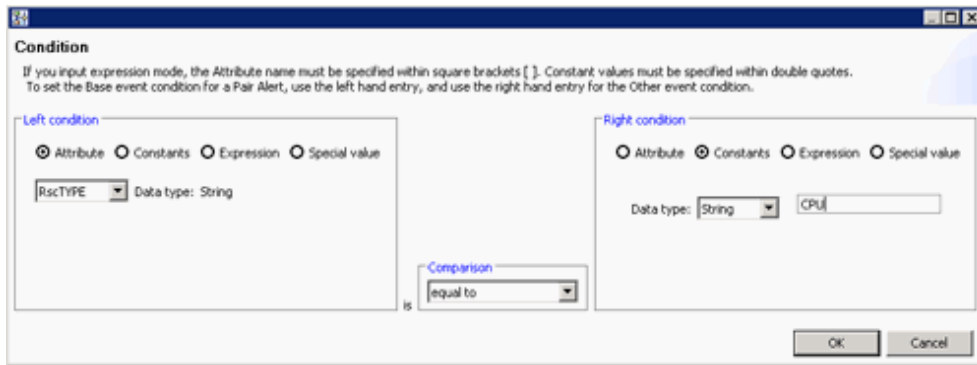 Condition
If you input expression mode, the Attribute name must be specified within square brackets [ ]. Constant values must be specified within double quotes.
To set the Base event condition for a Pair Alert, use the left hand entry, and use the right hand entry for the Other event condition.
Left condition
Attribute Constants Expression Special value
RscTYPE Data type: String
is
Comparison
equal to
Right condition
Attribute Constants Expression Special value
Data type: String CPU
OK Cancel